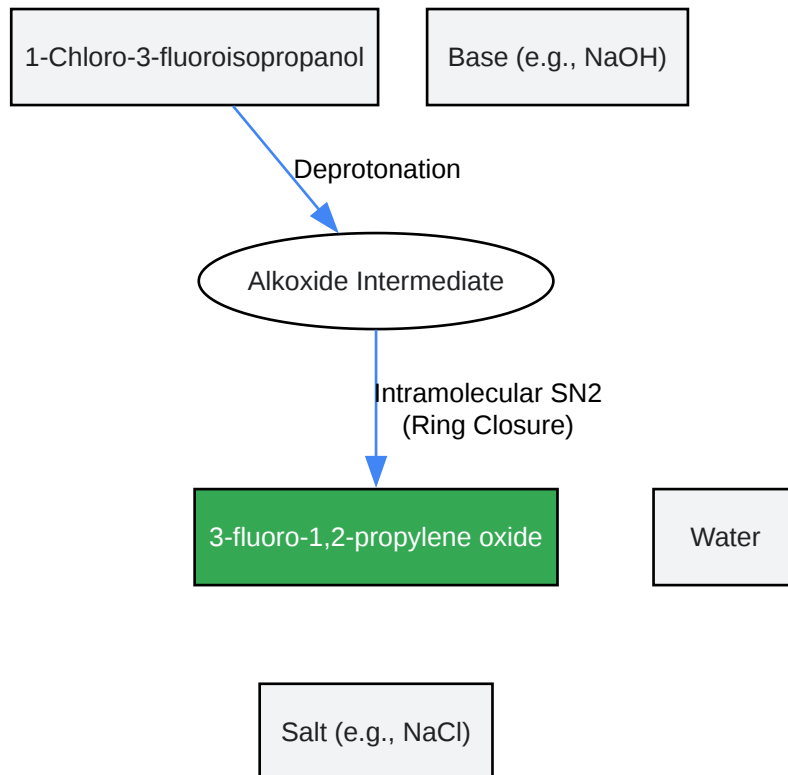 1-Chloro-3-fluoroisopropanol
Base (e.g., NaOH)
Deprotonation
Alkoxide Intermediate
Intramolecular SN2
(Ring Closure)
3-fluoro-1,2-propylene oxide
Water
Salt (e.g., NaCl)